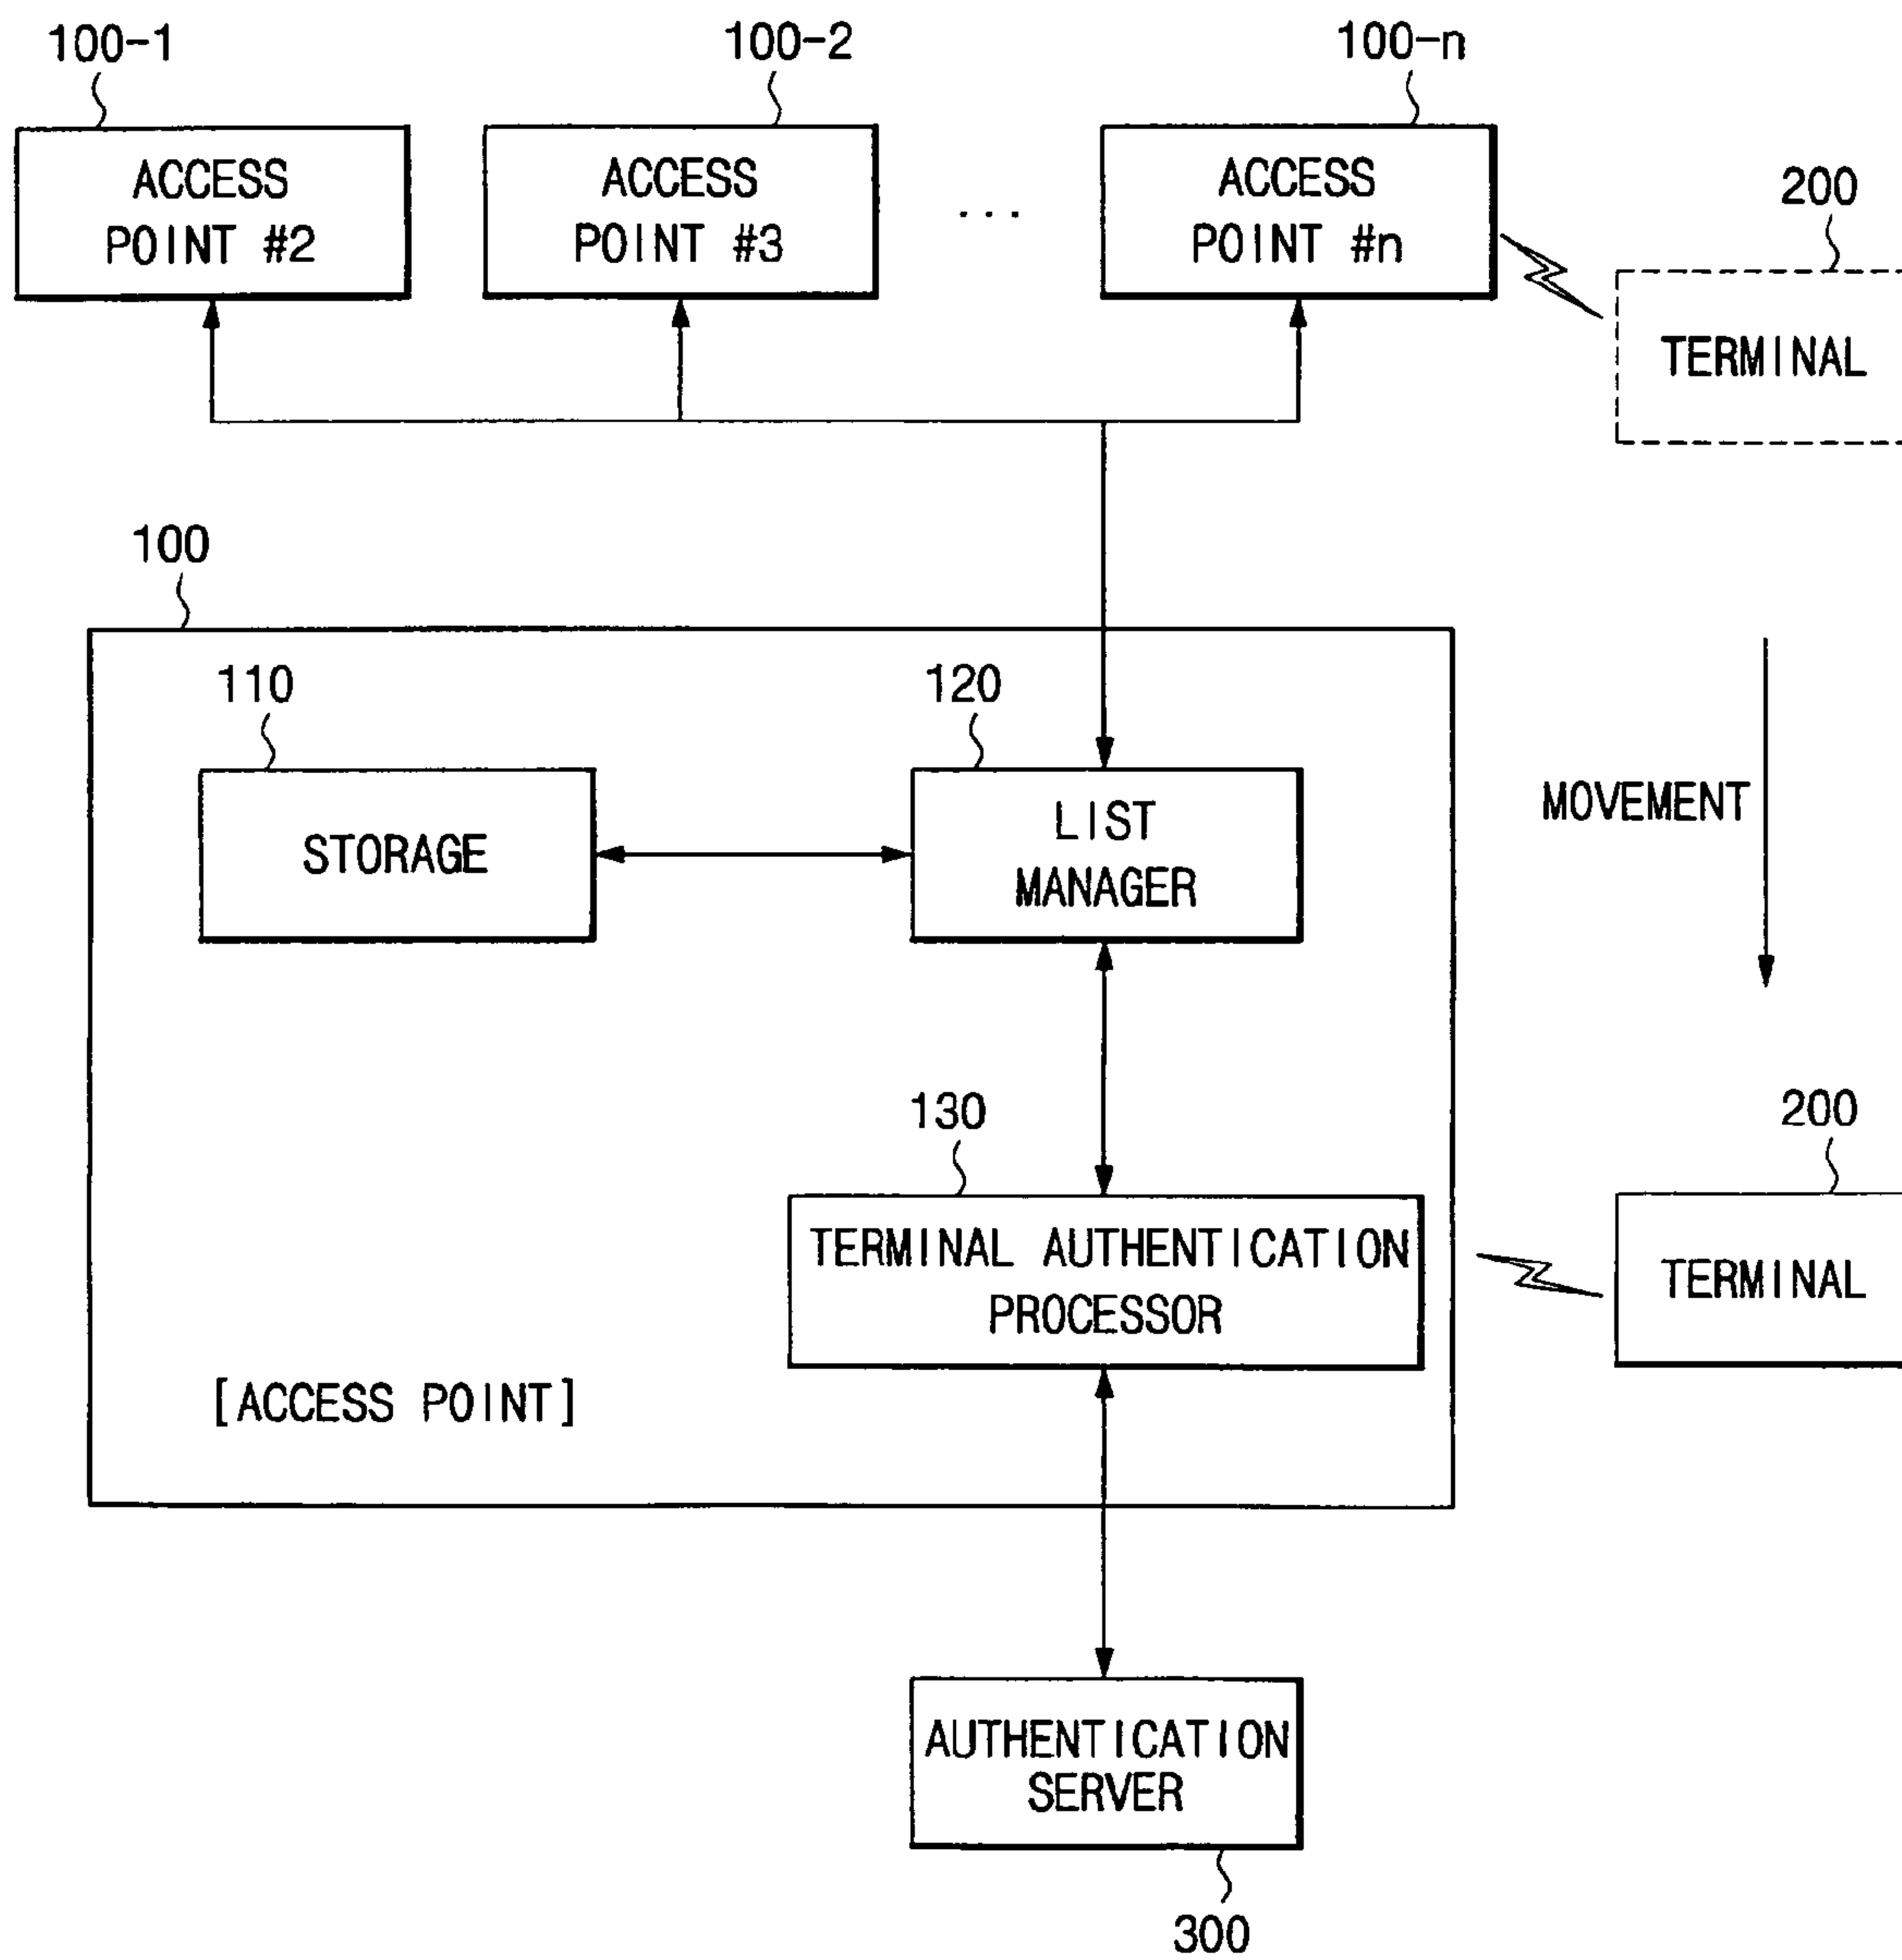 100-1
100-2
100-n
ACCESS
POINT #2
ACCESS
POINT #3
...
ACCESS
POINT #n
200
TERMINAL
100
110
STORAGE
120
LIST
MANAGER
MOVEMENT
130
TERMINAL AUTHENTICATION
PROCESSOR
200
TERMINAL
[ACCESS POINT]
AUTHENTICATION
SERVER
300